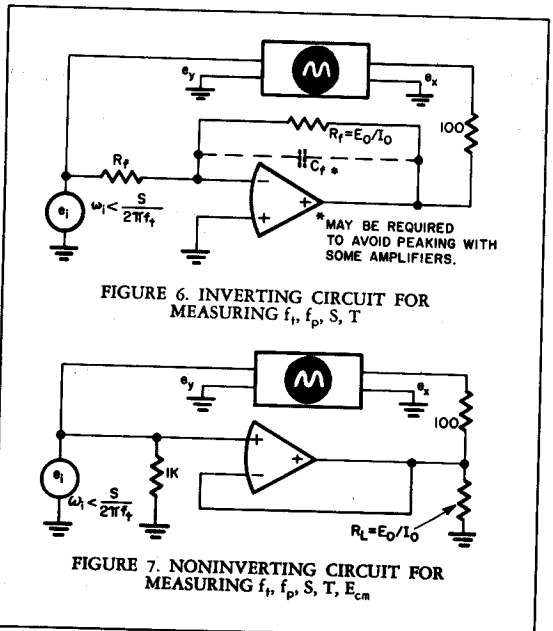 e_y
e_x
100
R_f=E_O/I_O
R_f
C_f *
e_i
ω_i < S/2πf_t
− 
+
+
*MAY BE REQUIRED
TO AVOID PEAKING WITH
SOME AMPLIFIERS.
FIGURE 6. INVERTING CIRCUIT FOR
MEASURING f_t, f_p, S, T
e_y
e_x
100
+
−
+
1K
e_i
ω_i < S/2πf_t
R_L=E_O/I_O
FIGURE 7. NONINVERTING CIRCUIT FOR
MEASURING f_t, f_p, S, T, E_cm